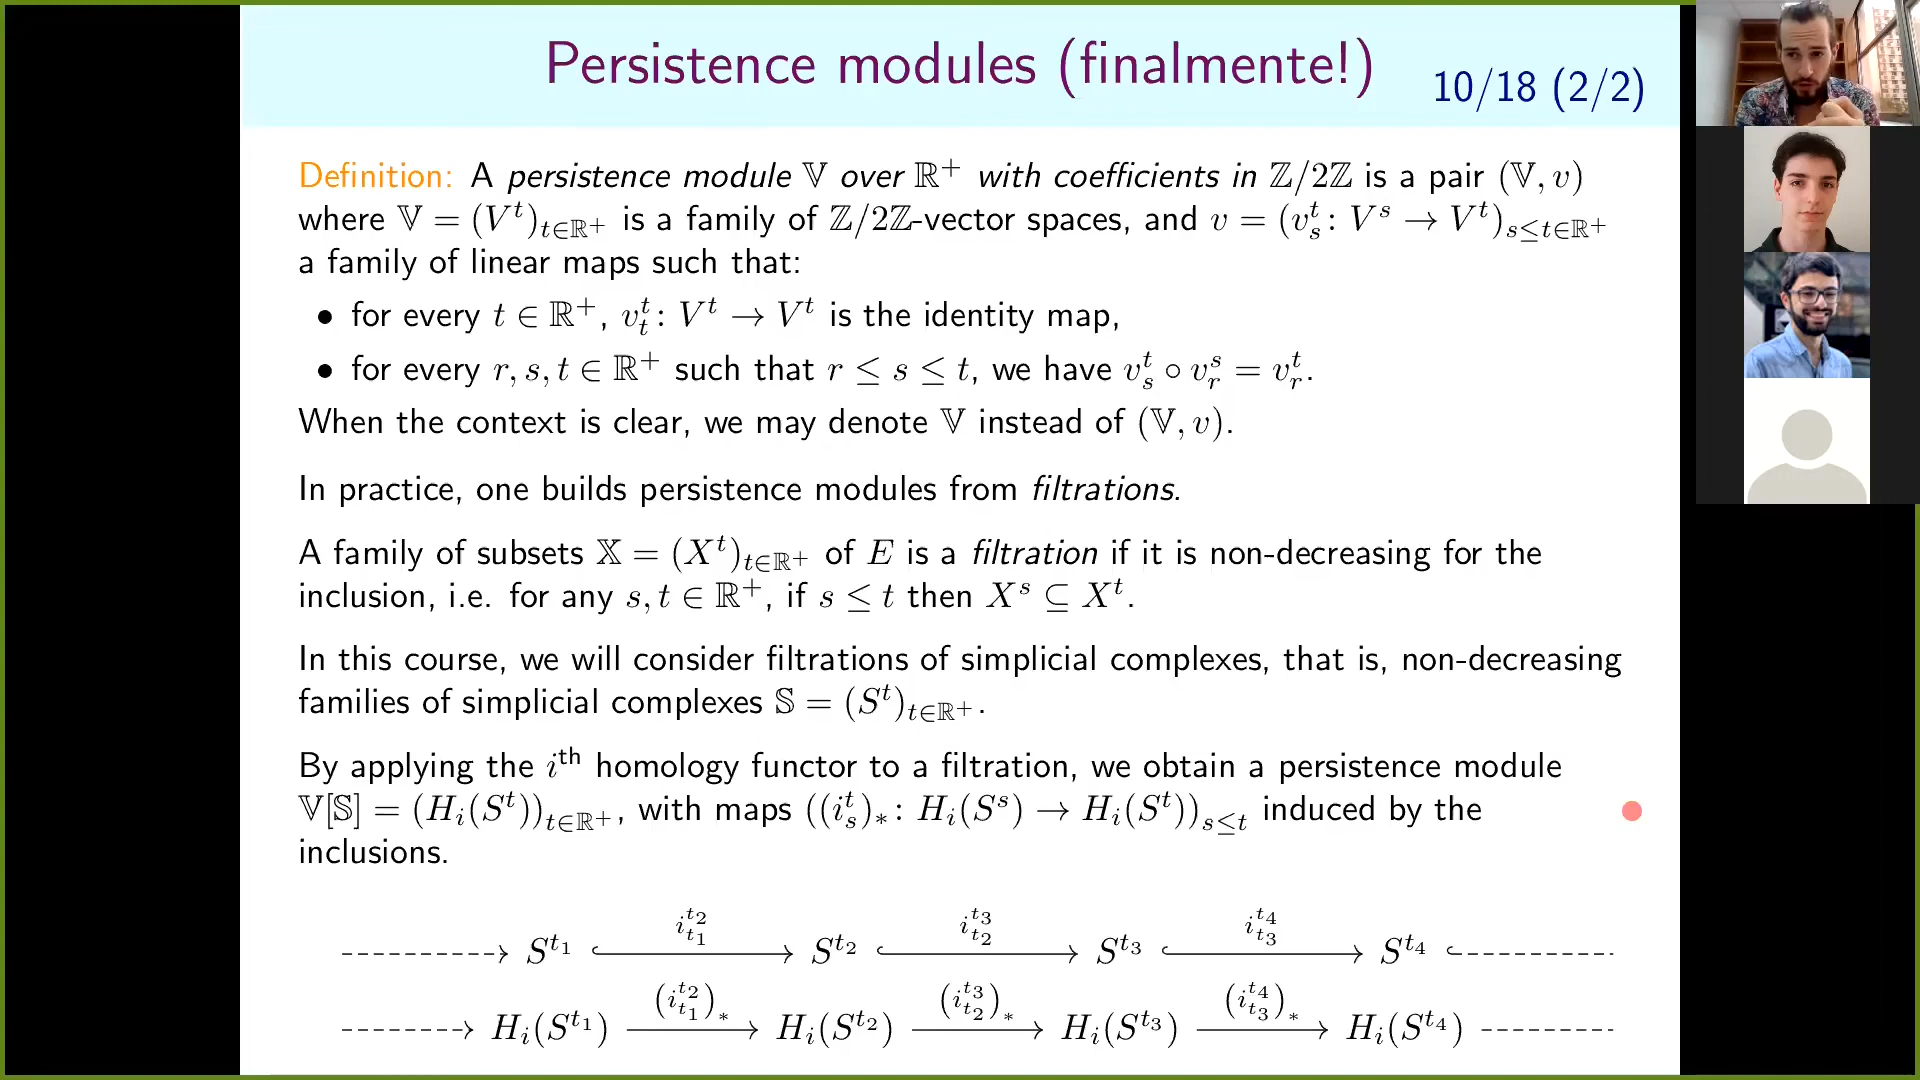 Persistence modules (finalmente!)
10/18 (2/2)
Definition: A persistence module 𝕍 over ℝ⁺ with coefficients in ℤ/2ℤ is a pair (𝕍, v)
where 𝕍 = (V^t)_{t∈ℝ⁺} is a family of ℤ/2ℤ-vector spaces, and v = (v_s^t : V^s → V^t)_{s≤t∈ℝ⁺}
a family of linear maps such that:
• for every t ∈ ℝ⁺, v_t^t : V^t → V^t is the identity map,
• for every r, s, t ∈ ℝ⁺ such that r ≤ s ≤ t, we have v_s^t ∘ v_r^s = v_r^t.
When the context is clear, we may denote 𝕍 instead of (𝕍, v).
In practice, one builds persistence modules from filtrations.
A family of subsets 𝕏 = (X^t)_{t∈ℝ⁺} of E is a filtration if it is non-decreasing for the
inclusion, i.e. for any s, t ∈ ℝ⁺, if s ≤ t then X^s ⊆ X^t.
In this course, we will consider filtrations of simplicial complexes, that is, non-decreasing
families of simplicial complexes 𝕊 = (S^t)_{t∈ℝ⁺}.
By applying the i^th homology functor to a filtration, we obtain a persistence module
𝕍[𝕊] = (H_i(S^t))_{t∈ℝ⁺}, with maps ((i_s^t)_* : H_i(S^s) → H_i(S^t))_{s≤t} induced by the
inclusions.
i_{t_1}^{t_2} i_{t_2}^{t_3} i_{t_3}^{t_4}
S^{t_1} S^{t_2} S^{t_3} S^{t_4}
(i_{t_1}^{t_2})_* (i_{t_2}^{t_3})_* (i_{t_3}^{t_4})_*
H_i(S^{t_1}) H_i(S^{t_2}) H_i(S^{t_3}) H_i(S^{t_4})